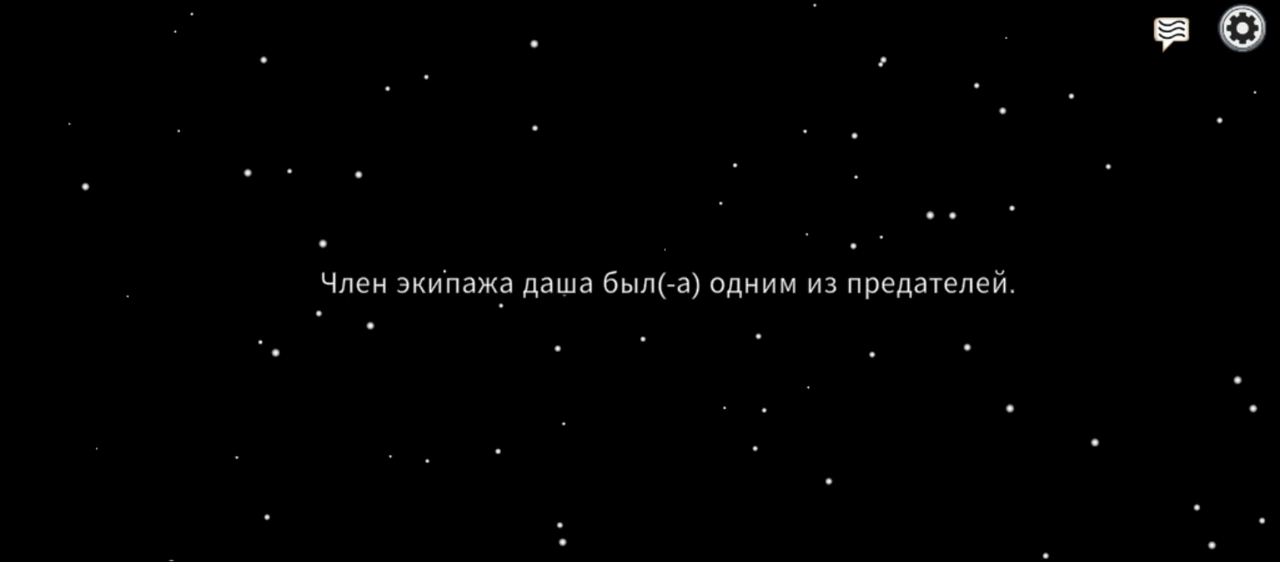 Член экипажа даша был(-а) одним из предателей.